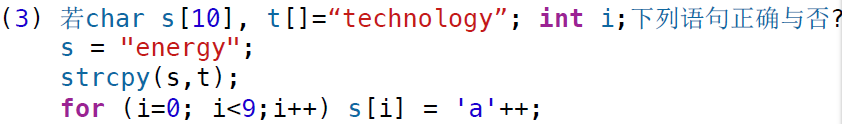 (3) 若char s[10], t[]=“technology”; int i;下列语句正确与否?
s = "energy";
strcpy(s,t);
for (i=0; i<9;i++) s[i] = 'a'++;